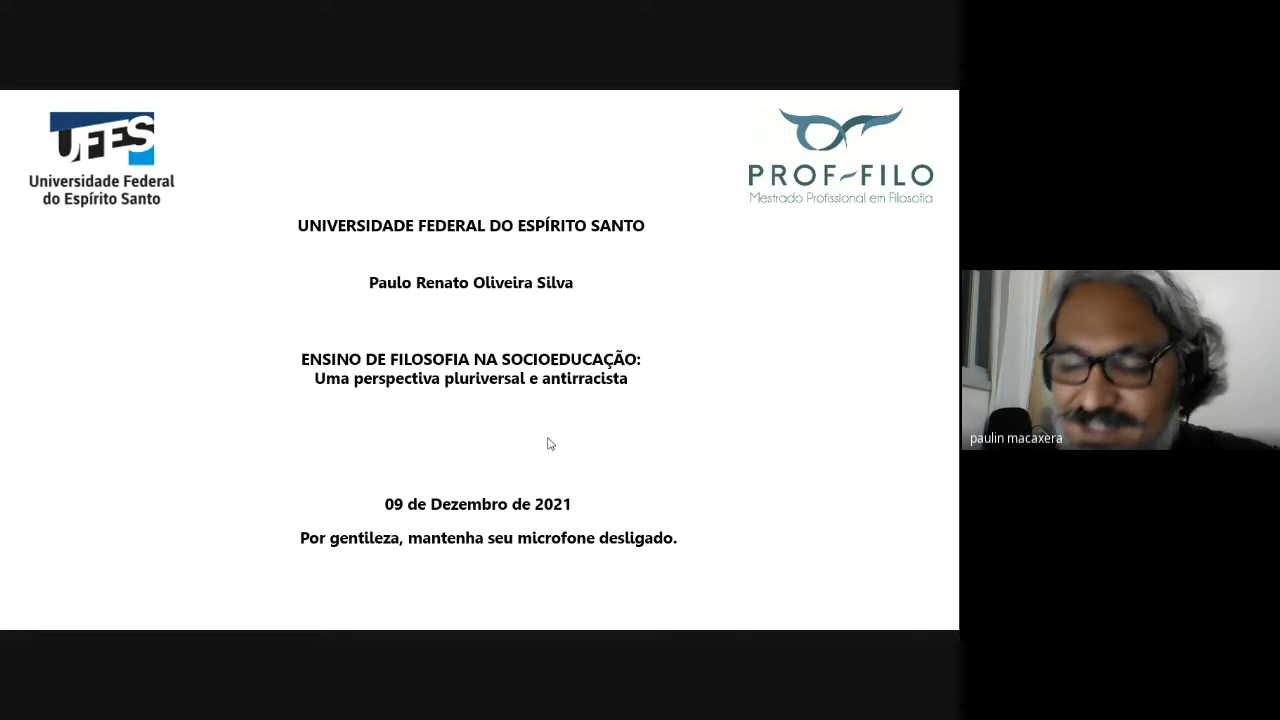 UFES
Universidade Federal
do Espírito Santo
PROF-FILO
Mestrado Profissional em Filosofia
UNIVERSIDADE FEDERAL DO ESPÍRITO SANTO
Paulo Renato Oliveira Silva
ENSINO DE FILOSOFIA NA SOCIOEDUCAÇÃO:
Uma perspectiva pluriversal e antirracista
09 de Dezembro de 2021
Por gentileza, mantenha seu microfone desligado.
paulin macaxera